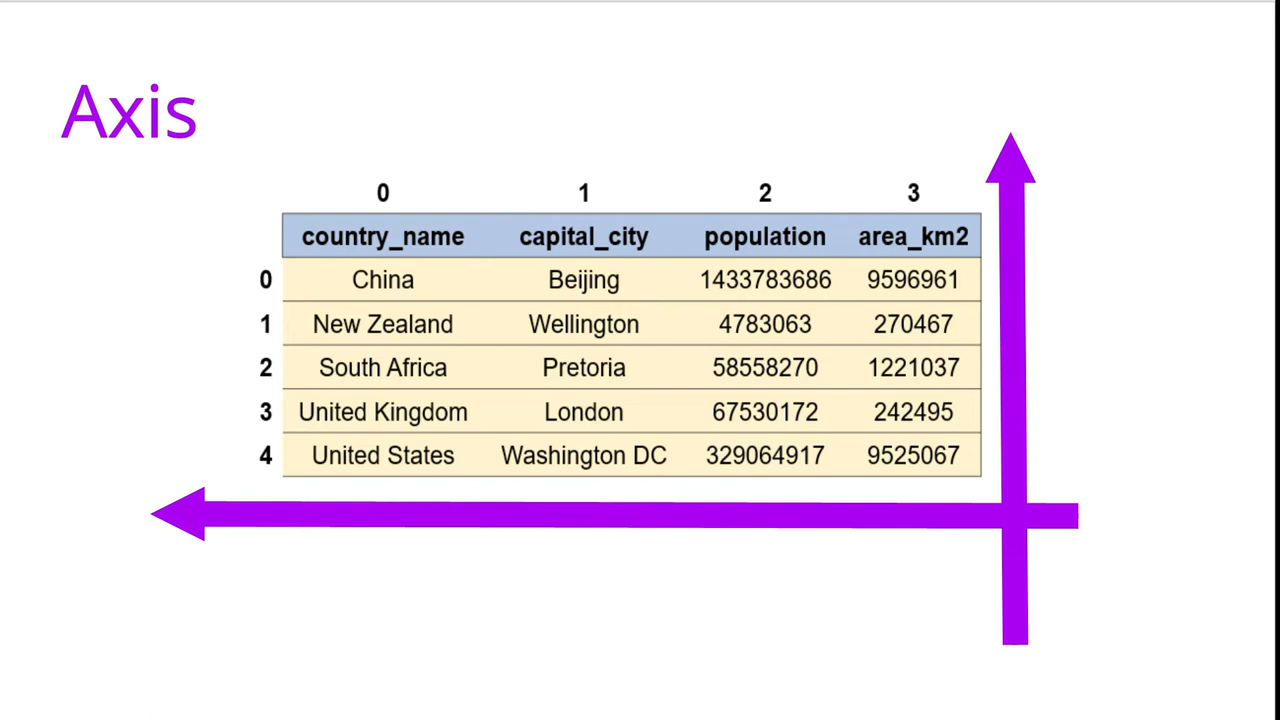 Axis
0 1 2 3
country_name capital_city population area_km2
0 China Beijing 1433783686 9596961
1 New Zealand Wellington 4783063 270467
2 South Africa Pretoria 58558270 1221037
3 United Kingdom London 67530172 242495
4 United States Washington DC 329064917 9525067